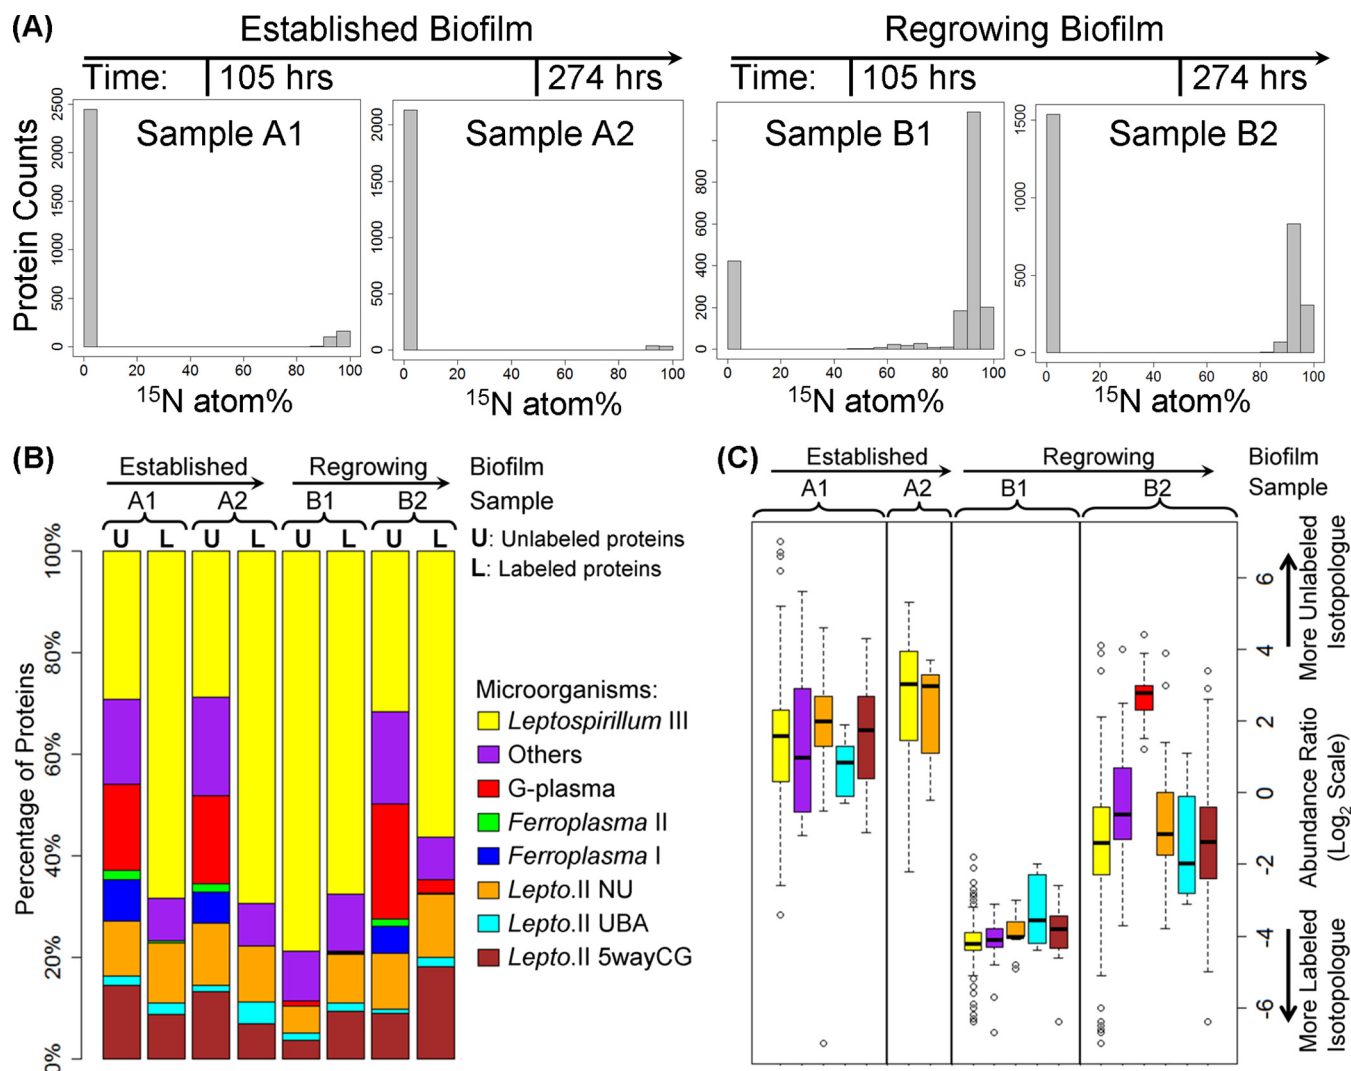 (A)
Established Biofilm
Regrowing Biofilm
Time: 105 hrs 274 hrs
105 hrs 274 hrs
Time:
Protein Counts
Sample A1
0 500 1000 1500 2000 2500
0 20 40 60 80 100
15N atom%
Sample A2
0 500 1000 1500 2000
0 20 40 60 80 100
Sample B1
0 200 400 600 800
0 20 40 60 80 100
15N atom%
Sample B2
0 500 1000 1500
0 20 40 60 80 100
(B)
Established Regrowing Biofilm
A1 A2 B1 B2 Sample
U L U L U L U L
U: Unlabeled proteins
L: Labeled proteins
Percentage of Proteins
0% 20% 40% 60% 80% 100%
Microorganisms:
Leptospirillum III
Others
G-plasma
Ferroplasma II
Ferroplasma I
Lepto.II NU
Lepto.II UBA
Lepto.II 5wayCG
(C)
Established Regrowing Biofilm
A1 A2 B1 B2 Sample
6
4
2
0
-2
-4
-6
Abundance Ratio
(Log2 Scale)
More Unlabeled
Isotopologue
More Labeled
Isotopologue